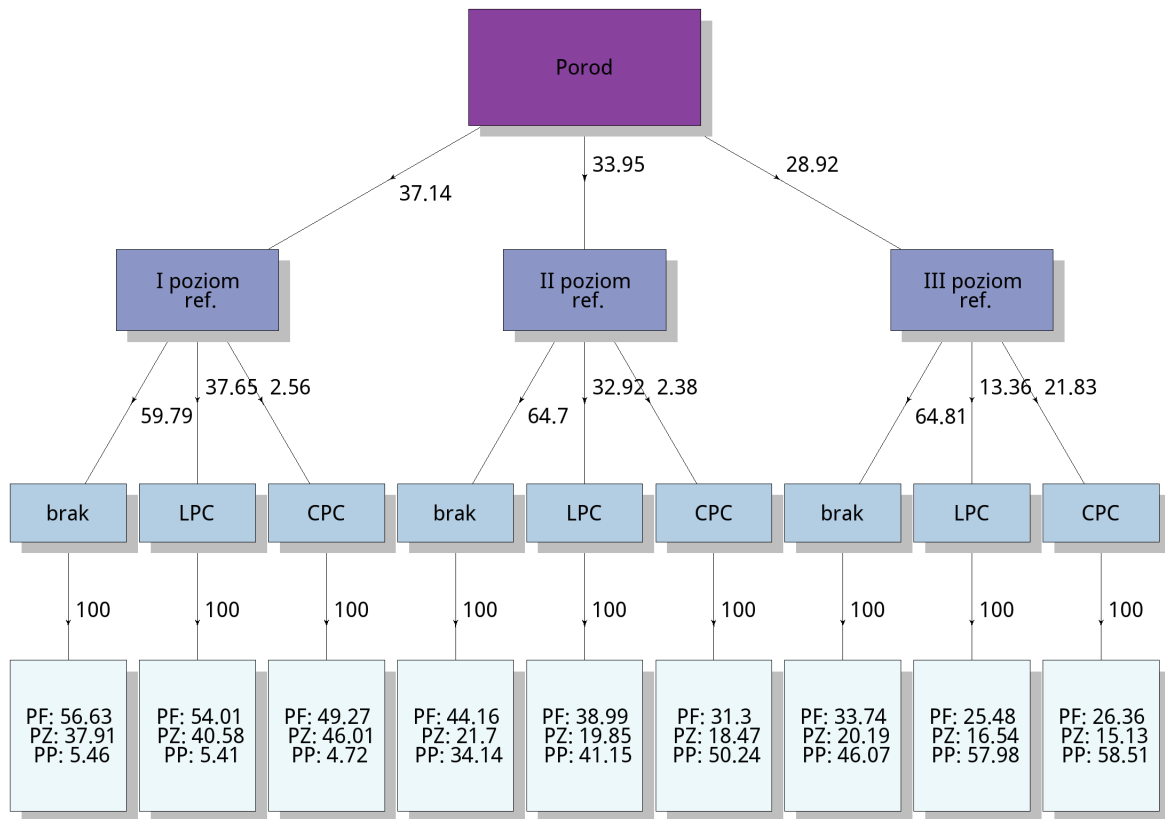 Porod
33.95
28.92
37.14
I poziom
ref.
II poziom
ref.
III poziom
ref.
37.65
2.56
59.79
32.92
2.38
64.7
13.36
21.83
64.81
brak
LPC
CPC
brak
LPC
CPC
brak
LPC
CPC
100
100
100
100
100
100
100
100
100
PF: 56.63
PZ: 37.91
PP: 5.46
PF: 54.01
PZ: 40.58
PP: 5.41
PF: 49.27
PZ: 46.01
PP: 4.72
PF: 44.16
PZ: 21.7
PP: 34.14
PF: 38.99
PZ: 19.85
PP: 41.15
PF: 31.3
PZ: 18.47
PP: 50.24
PF: 33.74
PZ: 20.19
PP: 46.07
PF: 25.48
PZ: 16.54
PP: 57.98
PF: 26.36
PZ: 15.13
PP: 58.51